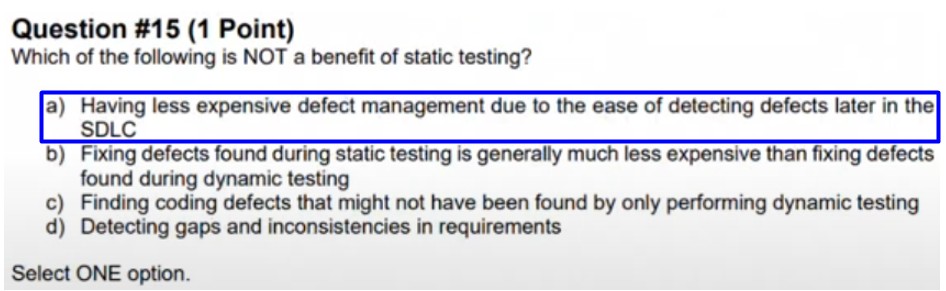 Question #15 (1 Point)
Which of the following is NOT a benefit of static testing?
a) Having less expensive defect management due to the ease of detecting defects later in the
SDLC
b) Fixing defects found during static testing is generally much less expensive than fixing defects
found during dynamic testing
c) Finding coding defects that might not have been found by only performing dynamic testing
d) Detecting gaps and inconsistencies in requirements
Select ONE option.